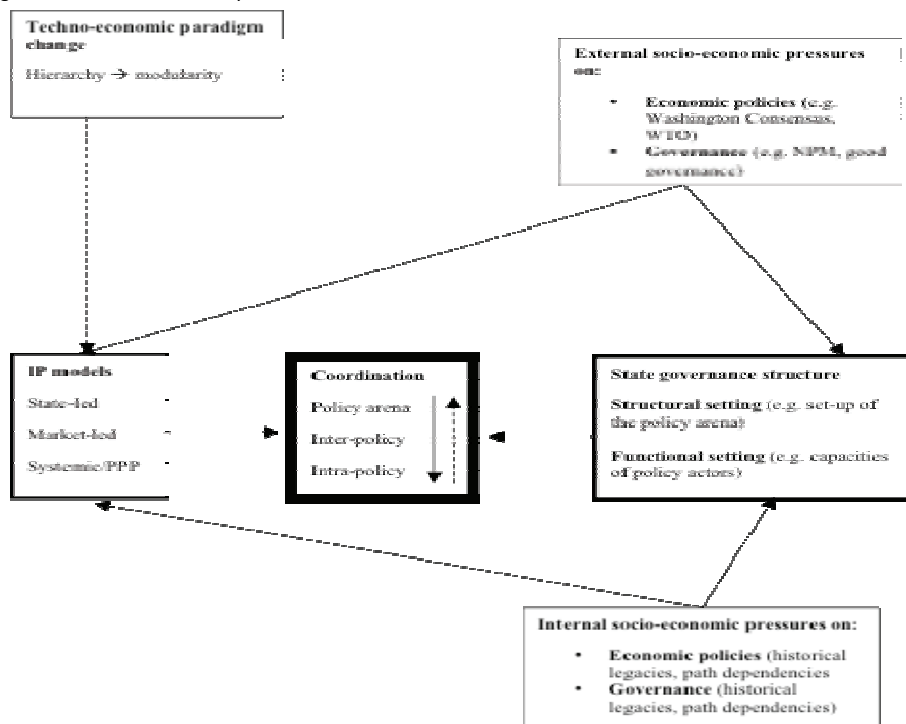 Techno-economic paradigm
change
Hierarchy → modularity
External socio-economic pressures
on:
• Economic policies (e.g.
Washington Consensus,
WTO)
• Governance (e.g. NPM, good
governance)
IP models
State-led
Market-led
Systemic/PPP
Coordination
Policy arena
Inter-policy
Intra-policy
State governance structure
Structural setting (e.g. set-up of
the policy arena)
Functional setting (e.g. capacities
of policy actors)
Internal socio-economic pressures on:
• Economic policies (historical
legacies, path dependencies
• Governance (historical
legacies, path dependencies)